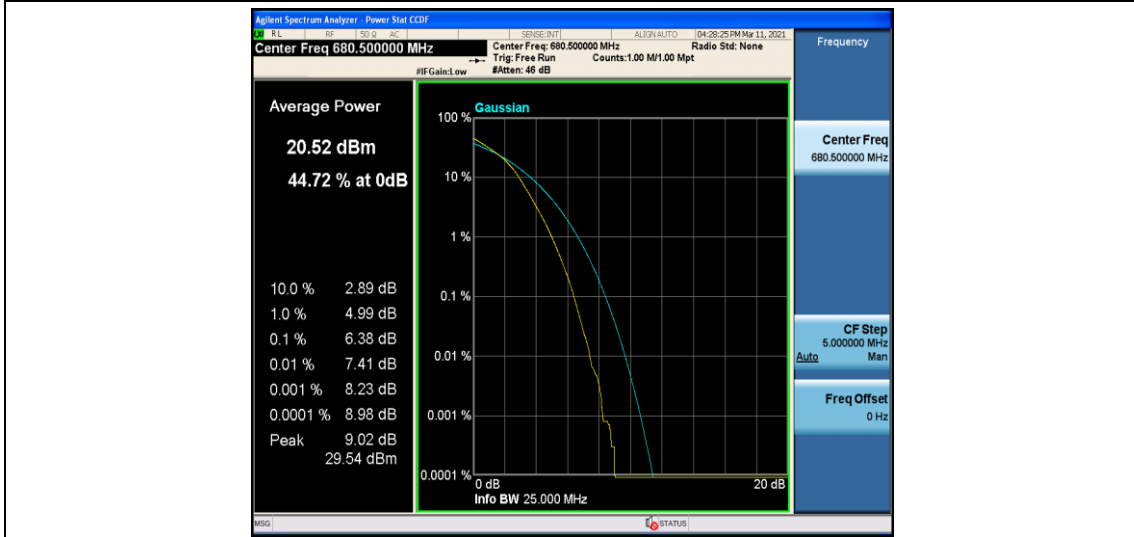 Agilent Spectrum Analyzer - Power Stat CCDF
LXI RL RF 50 Ω AC SENSE:INT ALIGN AUTO 04:28:25 PM Mar 11, 2021
Center Freq 680.500000 MHz Center Freq: 680.500000 MHz Radio Std: None
Trig: Free Run Counts:1.00 M/1.00 Mpt
#IFGain:Low #Atten: 46 dB
Frequency
Average Power
20.52 dBm
44.72 % at 0dB
10.0 % 2.89 dB
1.0 % 4.99 dB
0.1 % 6.38 dB
0.01 % 7.41 dB
0.001 % 8.23 dB
0.0001 % 8.98 dB
Peak 9.02 dB
29.54 dBm
Gaussian
100 %
10 %
1 %
0.1 %
0.01 %
0.001 %
0.0001 %
0 dB 20 dB
Info BW 25.000 MHz
Center Freq
680.500000 MHz
CF Step
5.000000 MHz
Auto Man
Freq Offset
0 Hz
MSG STATUS